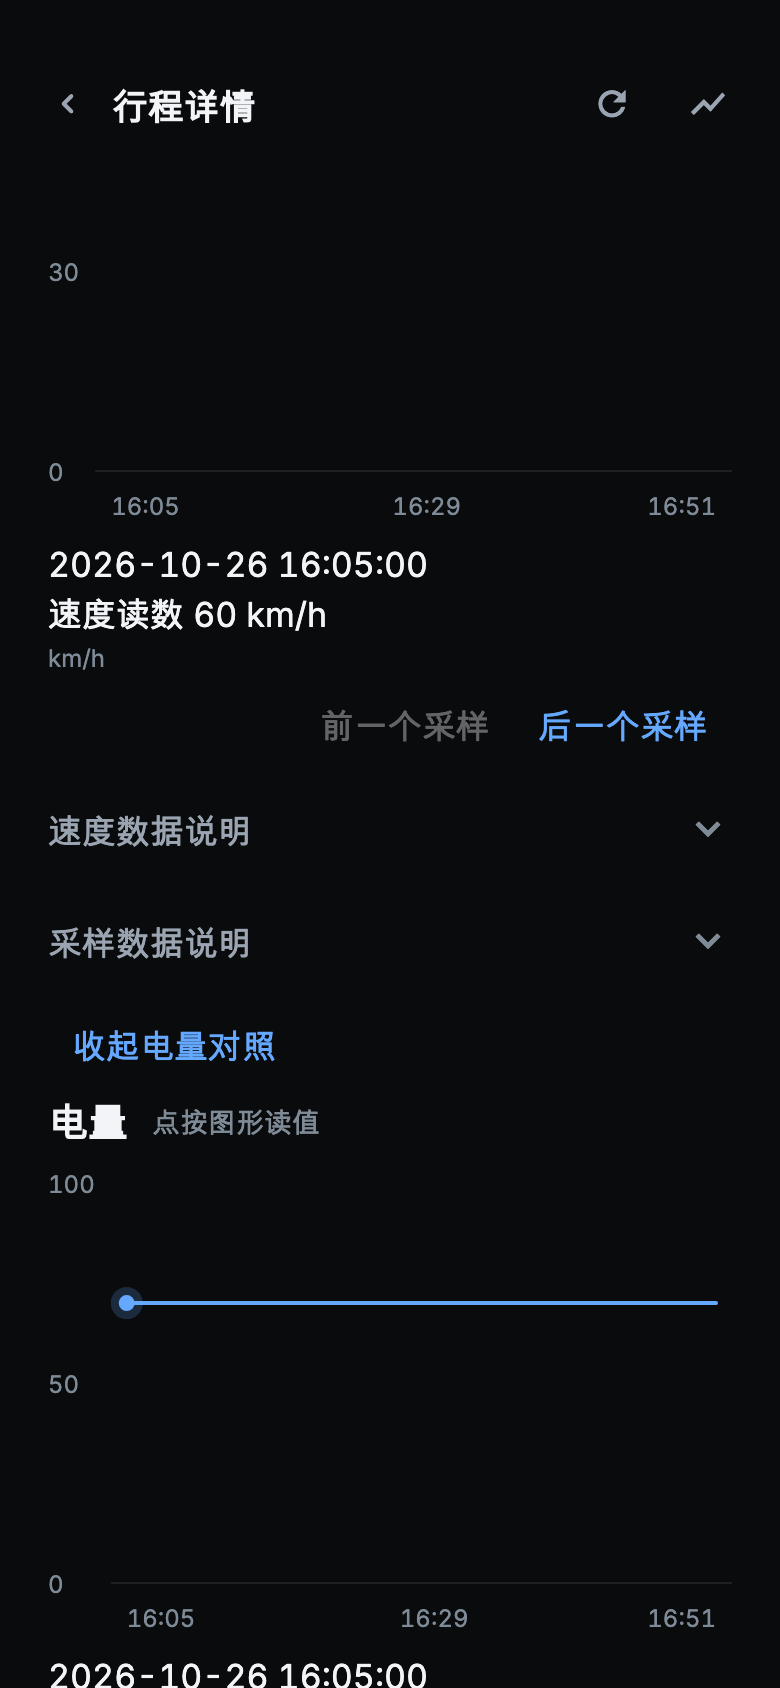 行程详情
30
0
16:05 16:29 16:51
2026-10-26 16:05:00
速度读数 60 km/h
km/h
前一个采样 后一个采样
速度数据说明
采样数据说明
收起电量对照
电量 点按图形读值
100
50
0
16:05 16:29 16:51
2026-10-26 16:05:00